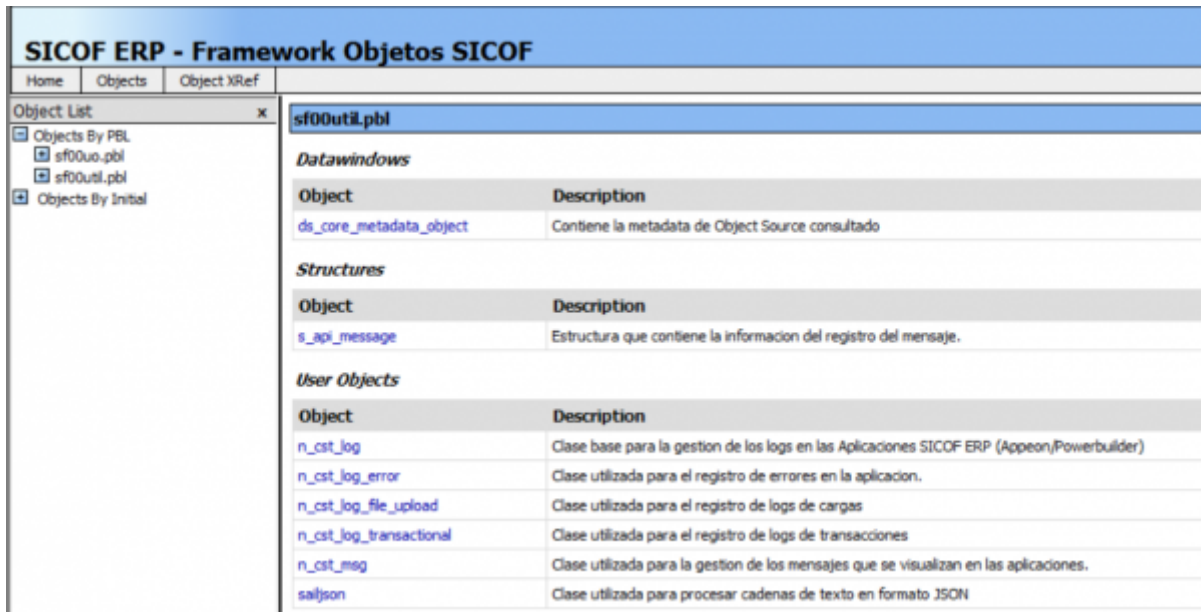 SICOF ERP - Framework Objetos SICOF
Home Objects Object XRef
Object List x
Objects By PBL
sf00uo.pbl
sf00util.pbl
Objects By Initial
sf00util.pbl
Datawindows
Object Description
ds_core_metadata_object Contiene la metadata de Object Source consultado
Structures
Object Description
s_api_message Estructura que contiene la informacion del registro del mensaje.
User Objects
Object Description
n_cst_log Clase base para la gestion de los logs en las Aplicaciones SICOF ERP (Appeon/Powerbuilder)
n_cst_log_error Clase utilizada para el registro de errores en la aplicacion.
n_cst_log_file_upload Clase utilizada para el registro de logs de cargas
n_cst_log_transactional Clase utilizada para el registro de logs de transacciones
n_cst_msg Clase utilizada para la gestion de los mensajes que se visualizan en las aplicaciones.
sailjson Clase utilizada para procesar cadenas de texto en formato JSON